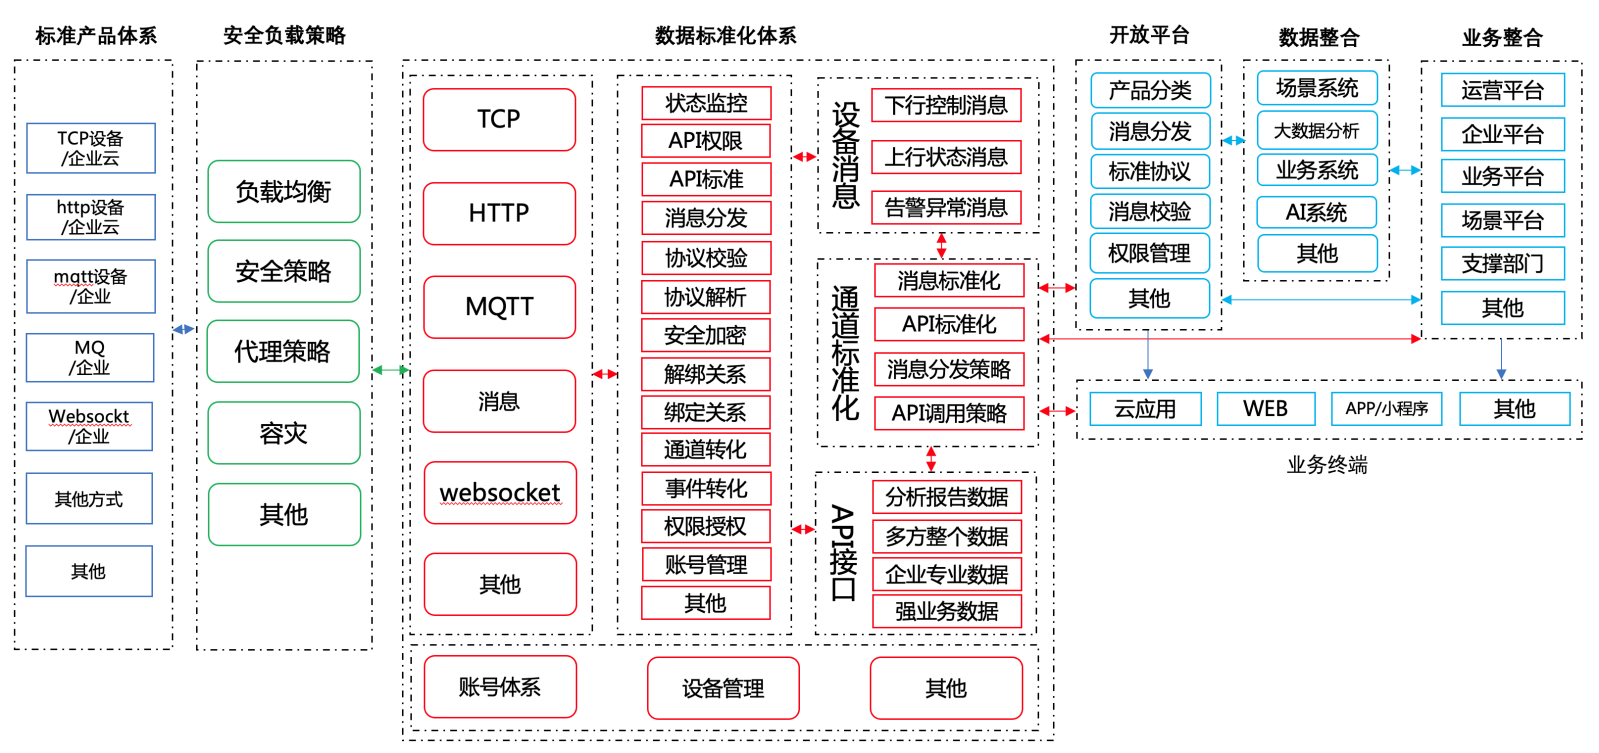 标准产品体系
TCP设备
/企业云
http设备
/企业云
mqtt设备
/企业
MQ
/企业
Websockt
/企业
其他方式
其他
安全负载策略
负载均衡
安全策略
代理策略
容灾
其他
数据标准化体系
TCP
HTTP
MQTT
消息
websocket
其他
状态监控
API权限
API标准
消息分发
协议校验
协议解析
安全加密
解绑关系
绑定关系
通道转化
事件转化
权限授权
账号管理
其他
设备消息
下行控制消息
上行状态消息
告警异常消息
通道标准化
消息标准化
API标准化
消息分发策略
API调用策略
API接口
分析报告数据
多方整个数据
企业专业数据
强业务数据
账号体系
设备管理
其他
开放平台
产品分类
消息分发
标准协议
消息校验
权限管理
其他
数据整合
场景系统
大数据分析
业务系统
AI系统
其他
业务整合
运营平台
企业平台
业务平台
场景平台
支撑部门
其他
云应用
WEB
APP/小程序
其他
业务终端